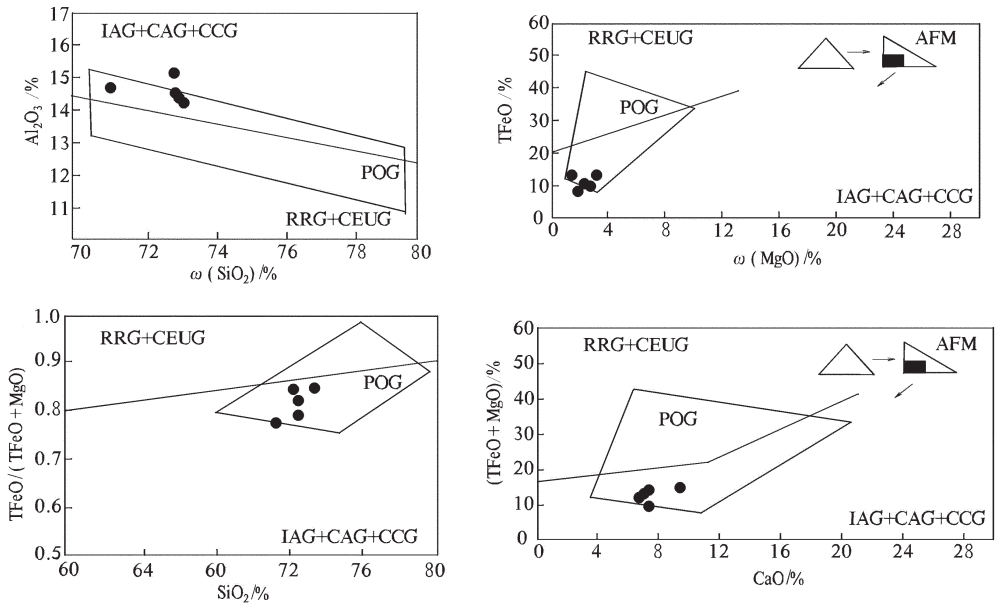 17
16
15
14
13
12
11
Al₂O₃/%
IAG+CAG+CCG
POG
RRG+CEUG
70
72
74
76
78
80
ω(SiO₂)/%
60
50
40
30
20
10
0
TFeO/%
RRG+CEUG
AFM
POG
IAG+CAG+CCG
0
4
8
12
16
20
24
28
ω(MgO)/%
1.0
0.9
0.8
0.7
0.6
0.5
TFeO/(TFeO+MgO)
RRG+CEUG
POG
IAG+CAG+CCG
60
64
60
72
76
80
SiO₂/%
60
50
40
30
20
10
0
(TFeO+MgO)/%
RRG+CEUG
AFM
POG
IAG+CAG+CCG
0
4
8
12
16
20
24
28
CaO/%